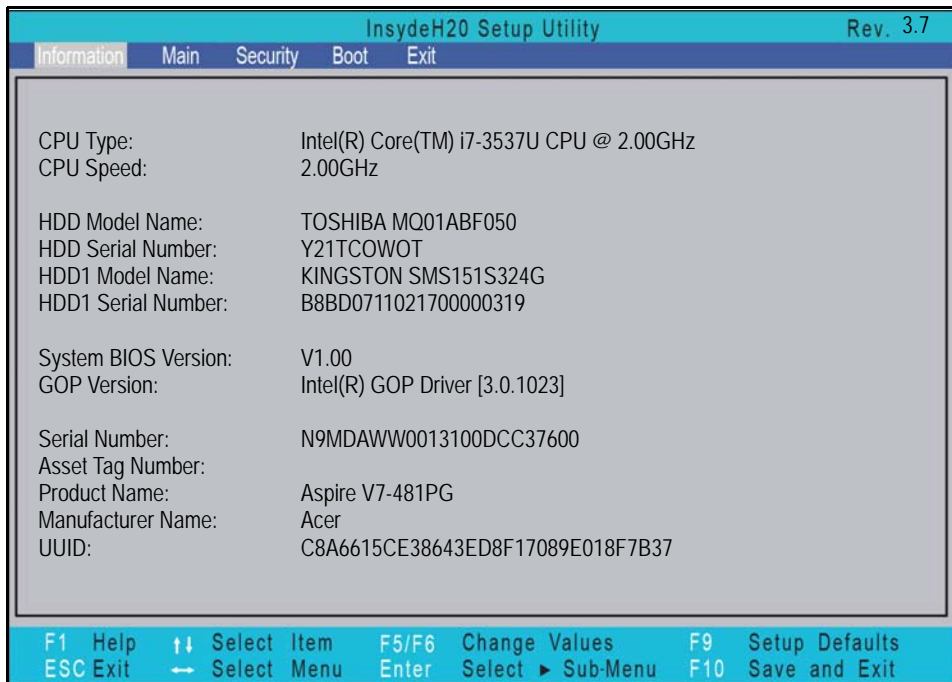 InsydeH20 Setup Utility Rev. 3.7
Information Main Security Boot Exit
CPU Type: Intel(R) Core(TM) i7-3537U CPU @ 2.00GHz
CPU Speed: 2.00GHz
HDD Model Name: TOSHIBA MQ01ABF050
HDD Serial Number: Y21TCOWOT
HDD1 Model Name: KINGSTON SMS151S324G
HDD1 Serial Number: B8BD0711021700000319
System BIOS Version: V1.00
GOP Version: Intel(R) GOP Driver [3.0.1023]
Serial Number: N9MDAWW0013100DCC37600
Asset Tag Number:
Product Name: Aspire V7-481PG
Manufacturer Name: Acer
UUID: C8A6615CE38643ED8F17089E018F7B37
F1 Help ↑↓ Select Item F5/F6 Change Values F9 Setup Defaults
ESC Exit ↔ Select Menu Enter Select ► Sub-Menu F10 Save and Exit